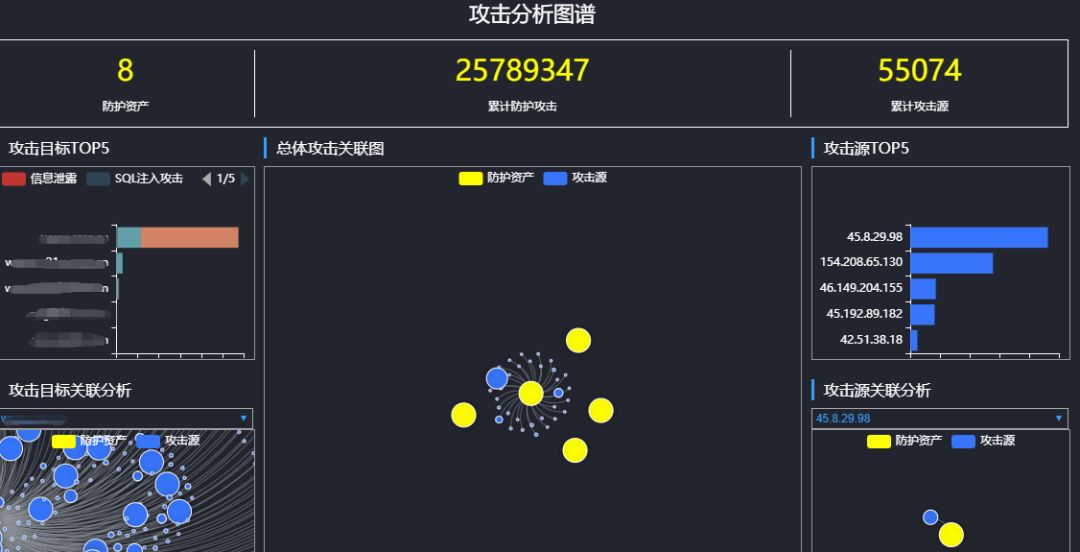 攻击分析图谱
8
防护资产
25789347
累计防护攻击
55074
累计攻击源
攻击目标TOP5
信息泄露
SQL注入攻击
1/5
总体攻击关联图
防护资产
攻击源
攻击源TOP5
45.8.29.98
154.208.65.130
46.149.204.155
45.192.89.182
42.51.38.18
攻击目标关联分析
防护资产
攻击源
攻击源关联分析
45.8.29.98
防护资产
攻击源